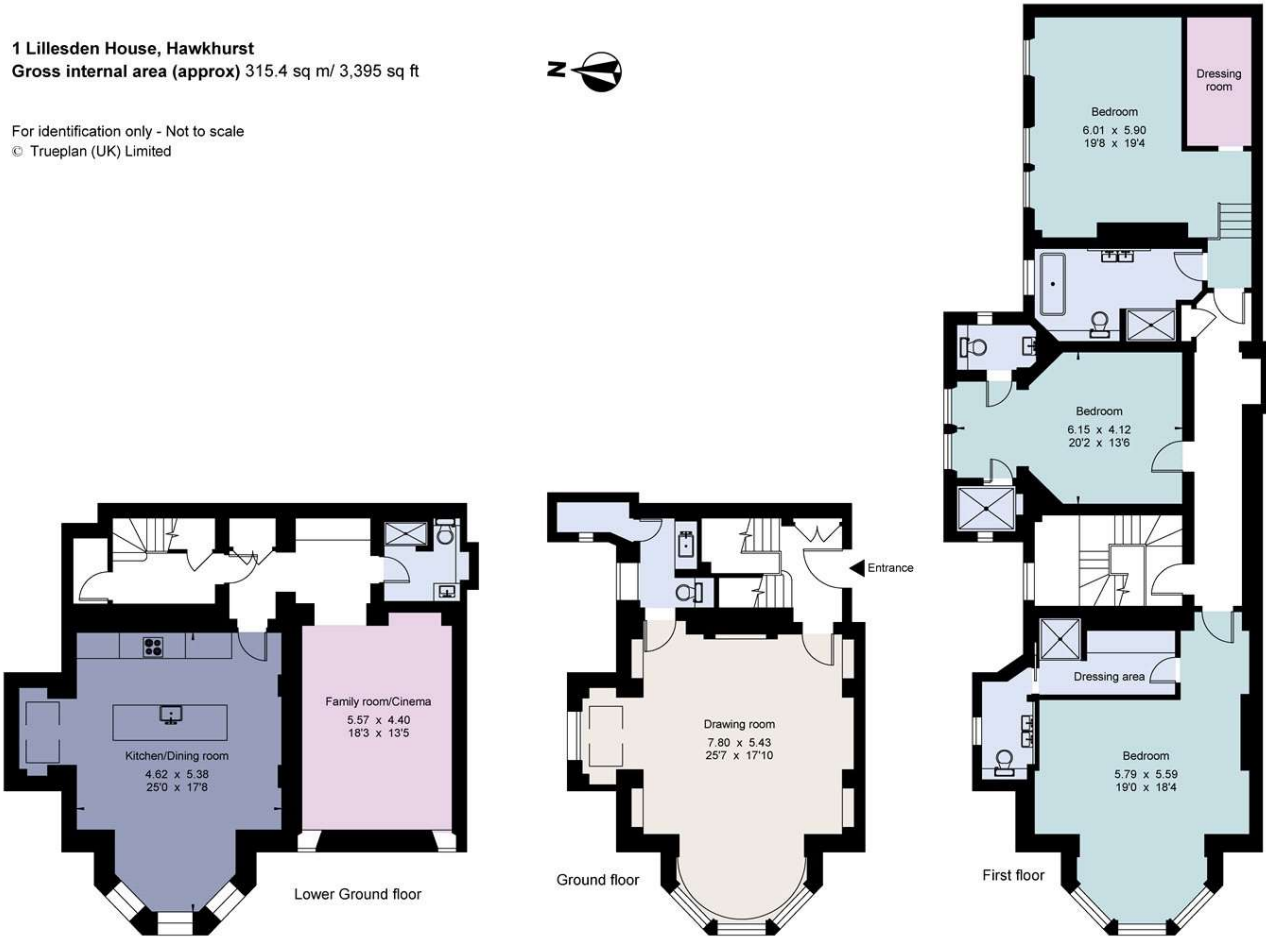 1 Lillesden House, Hawkhurst
Gross internal area (approx) 315.4 sq m/ 3,395 sq ft
For identification only - Not to scale
© Trueplan (UK) Limited
N
Kitchen/Dining room
4.62 x 5.38
25'0 x 17'8
Family room/Cinema
5.57 x 4.40
18'3 x 13'5
Lower Ground floor
Entrance
Drawing room
7.80 x 5.43
25'7 x 17'10
Ground floor
Dressing
room
Bedroom
6.01 x 5.90
19'8 x 19'4
Bedroom
6.15 x 4.12
20'2 x 13'6
Dressing area
Bedroom
5.79 x 5.59
19'0 x 18'4
First floor